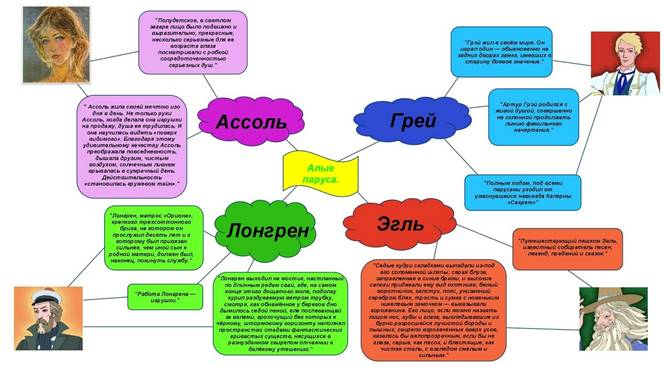 "Полудетское, в светлом
загаре лицо было подвижно и
выразительно, прекрасные,
несколько серьезные для ее
возраста глаза
посматривали с робкой
сосредоточенностью
серьезных душ."
"Грэй жил в своём мире. Он
играл один — обыкновенно на
задних дворах замка, имевших в
старину боевое значение."
" Ассоль жила своей мечтою изо
дня в день. Не только руки
Ассоль, когда делала она игрушки
на продажу, душа ее трудилась. И
она научилась видеть «поверх
видимого». Благодаря этому
удивительному качеству Ассоль
преображала повседневность,
дышала другим, чистым
воздухом, солнечным ливнем
врывалась в сумрачный день.
Действительность
«становилась кружевом тайн»."
Ассоль
Грей
"Артур Грэй родился с
живой душой, совершенно
не склонной продолжать
линию фамильного
начертания."
Алые
паруса.
"Полным ходом, под всеми
парусами уходил от
ужаснувшейся навсегда Каперны
«Секрет»"
"Лонгрен, матрос «Ориона»,
крепкого трехсоттонного
брига, на котором он
прослужил десять лет и к
которому был привязан
сильнее, чем иной сын к
родной матери, должен был,
наконец, покинуть службу."
Лонгрен
Эгль
"Путешествующий пешком Эгль,
известный собиратель песен,
легенд, преданий и сказок."
"Работа Лонгрена —
игрушки."
"Лонгрен выходил на мостик, настланный
по длинным рядам свай, где, на самом
конце этого дощатого мола, подолгу
курил раздуваемую ветром трубку,
смотря, как обнажённое у берегов дно
дымилось седой пеной, еле поспевающей
за валами, грохочущий бег которых к
чёрному, штормовому горизонту наполнял
пространство стадами фантастических
гривастых существ, несущихся в
разнузданном свирепом отчаянии к
далёкому утешению."
"Седые кудри складками выпадали из-под
его соломенной шляпы; серая блуза,
заправленная в синие брюки, и высокие
сапоги придавали ему вид охотника; белый
воротничок, галстук, пояс, унизанный
серебром блях, трость и сумка с новеньким
никелевым замочком — выказывали
горожанина. Его лицо, если можно назвать
лицом нос, губы и глаза, выглядывавшие из
бурно разросшейся лучистой бороды и
пышных, свирепо взрогаченных вверх усов,
казалось бы вялопрозрачным, если бы не
глаза, серые, как песок, и блестящие, как
чистая сталь, с взглядом смелым и
сильным."